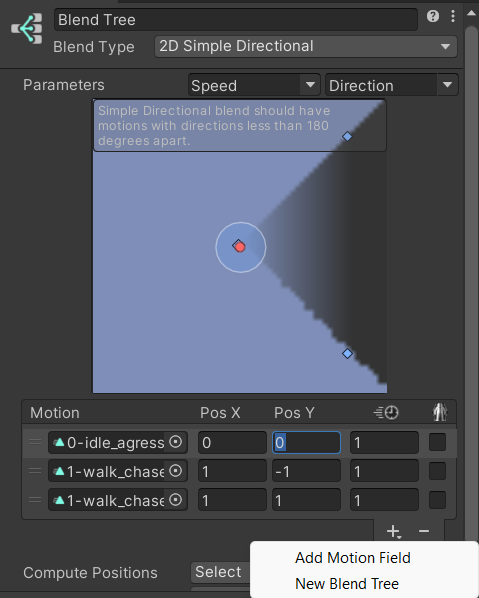 Blend Tree
Blend Type 2D Simple Directional
Parameters Speed Direction
Simple Directional blend should have
motions with directions less than 180
degrees apart.
Motion Pos X Pos Y
0-idle_agress 0 0 1
1-walk_chase 1 -1 1
1-walk_chase 1 1 1
+ −
Add Motion Field
New Blend Tree
Compute Positions Select